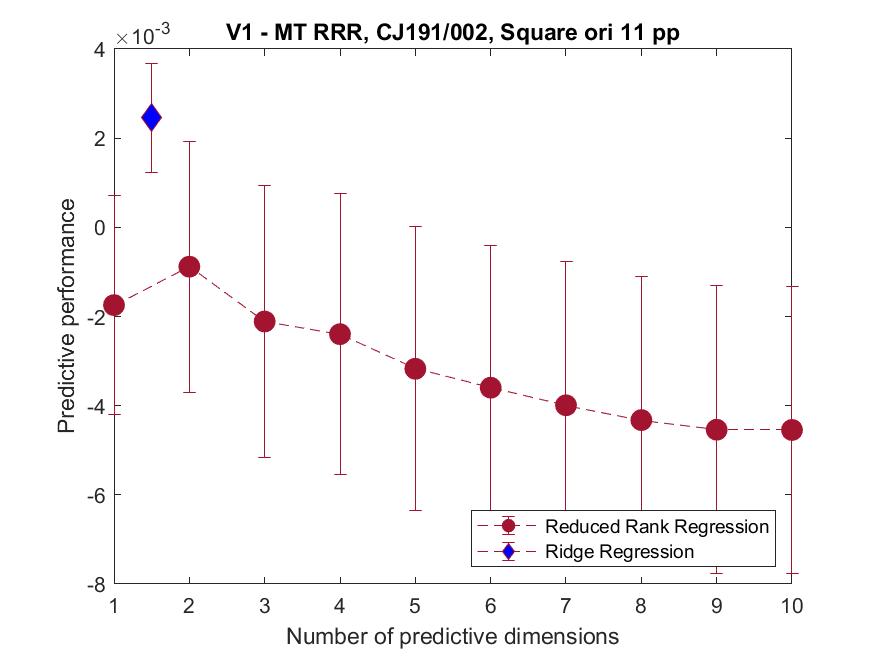 V1 - MT RRR, CJ191/002, Square ori 11 pp
×10-3
4
2
0
-2
-4
-6
-8
Predictive performance
1 2 3 4 5 6 7 8 9 10
Number of predictive dimensions
Reduced Rank Regression
Ridge Regression